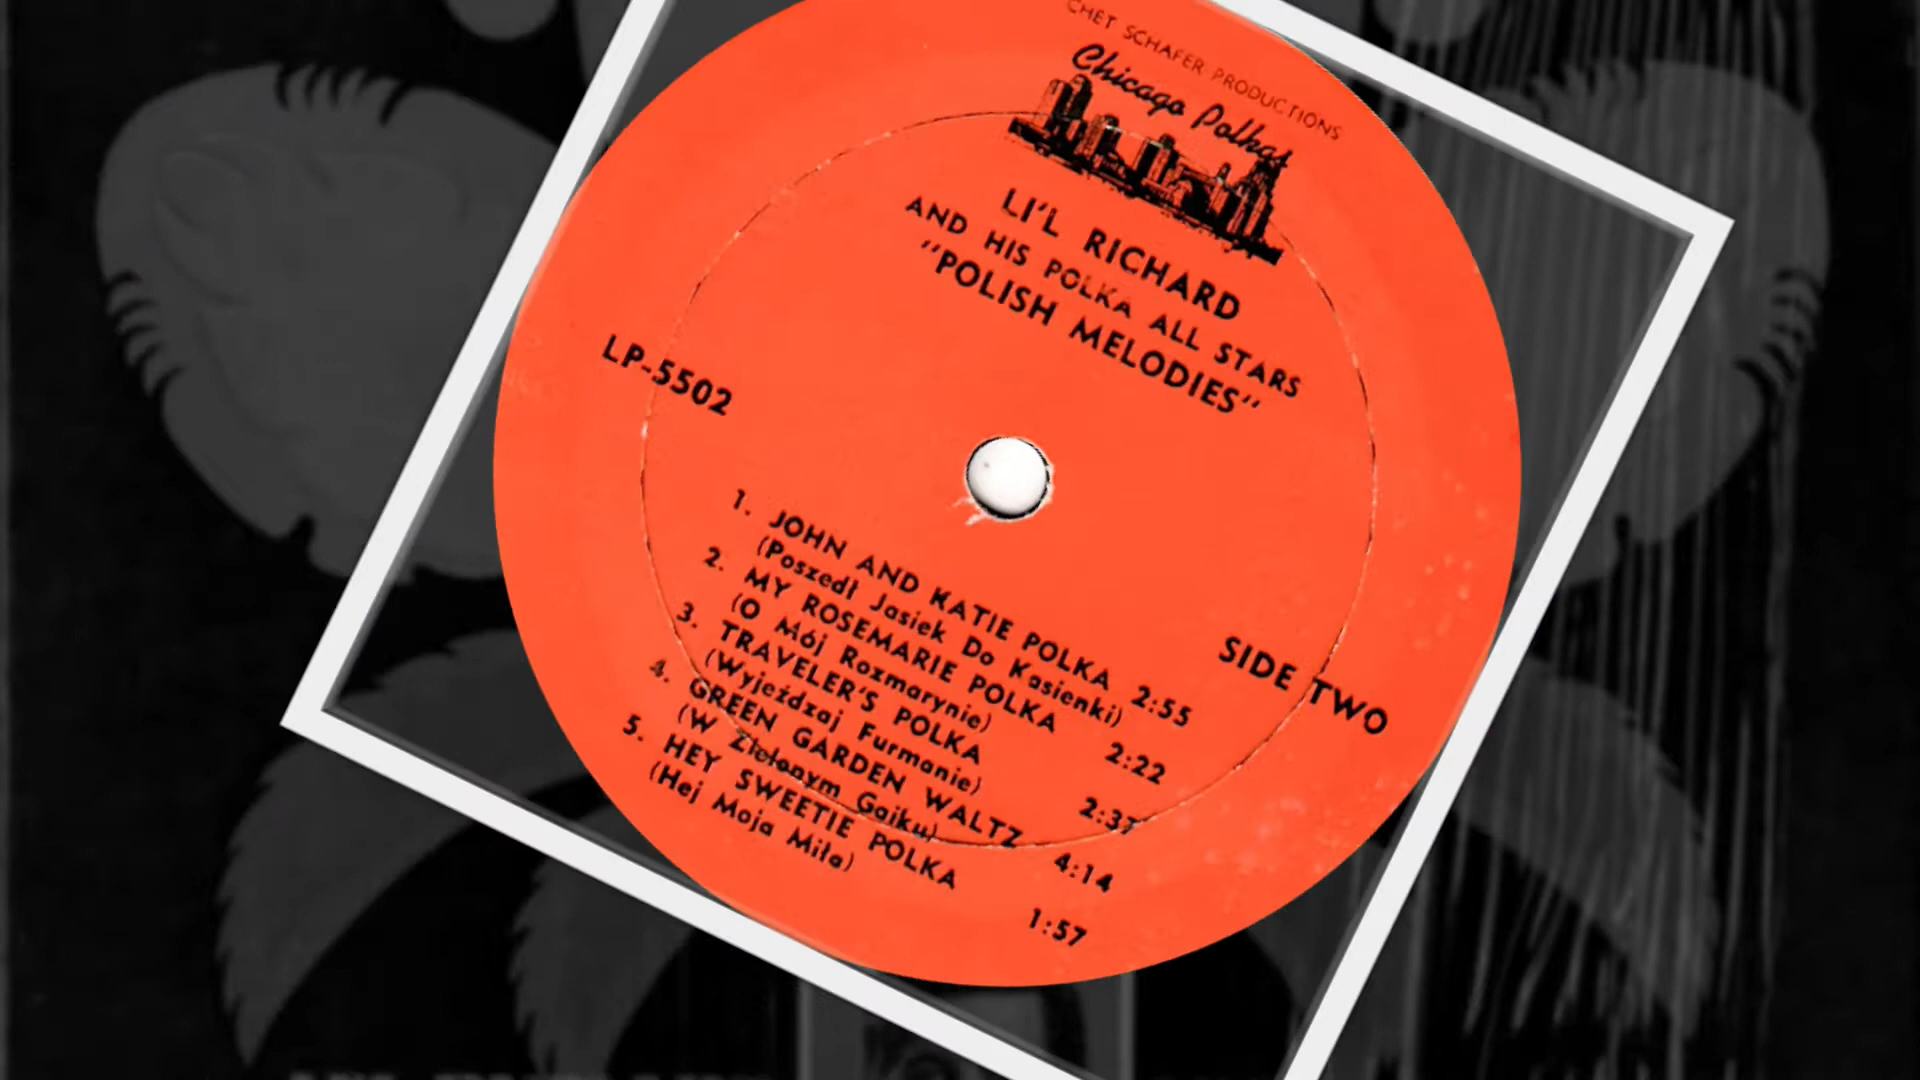 CHET SCHAFER PRODUCTIONS
Chicago Polkas
LI'L RICHARD
AND HIS POLKA ALL STARS
"POLISH MELODIES"
LP-5502
SIDE TWO
1. JOHN AND KATIE POLKA 2:55
(Poszedł Jasiek Do Kasienki)
2. MY ROSEMARIE POLKA 2:22
(O Mój Rozmarynie)
3. TRAVELER'S POLKA 2:37
(Wyjeżdzaj Furmanie)
4. GREEN GARDEN WALTZ 4:14
(W Zielonym Gaiku)
5. HEY SWEETIE POLKA 1:57
(Hej Moja Miła)